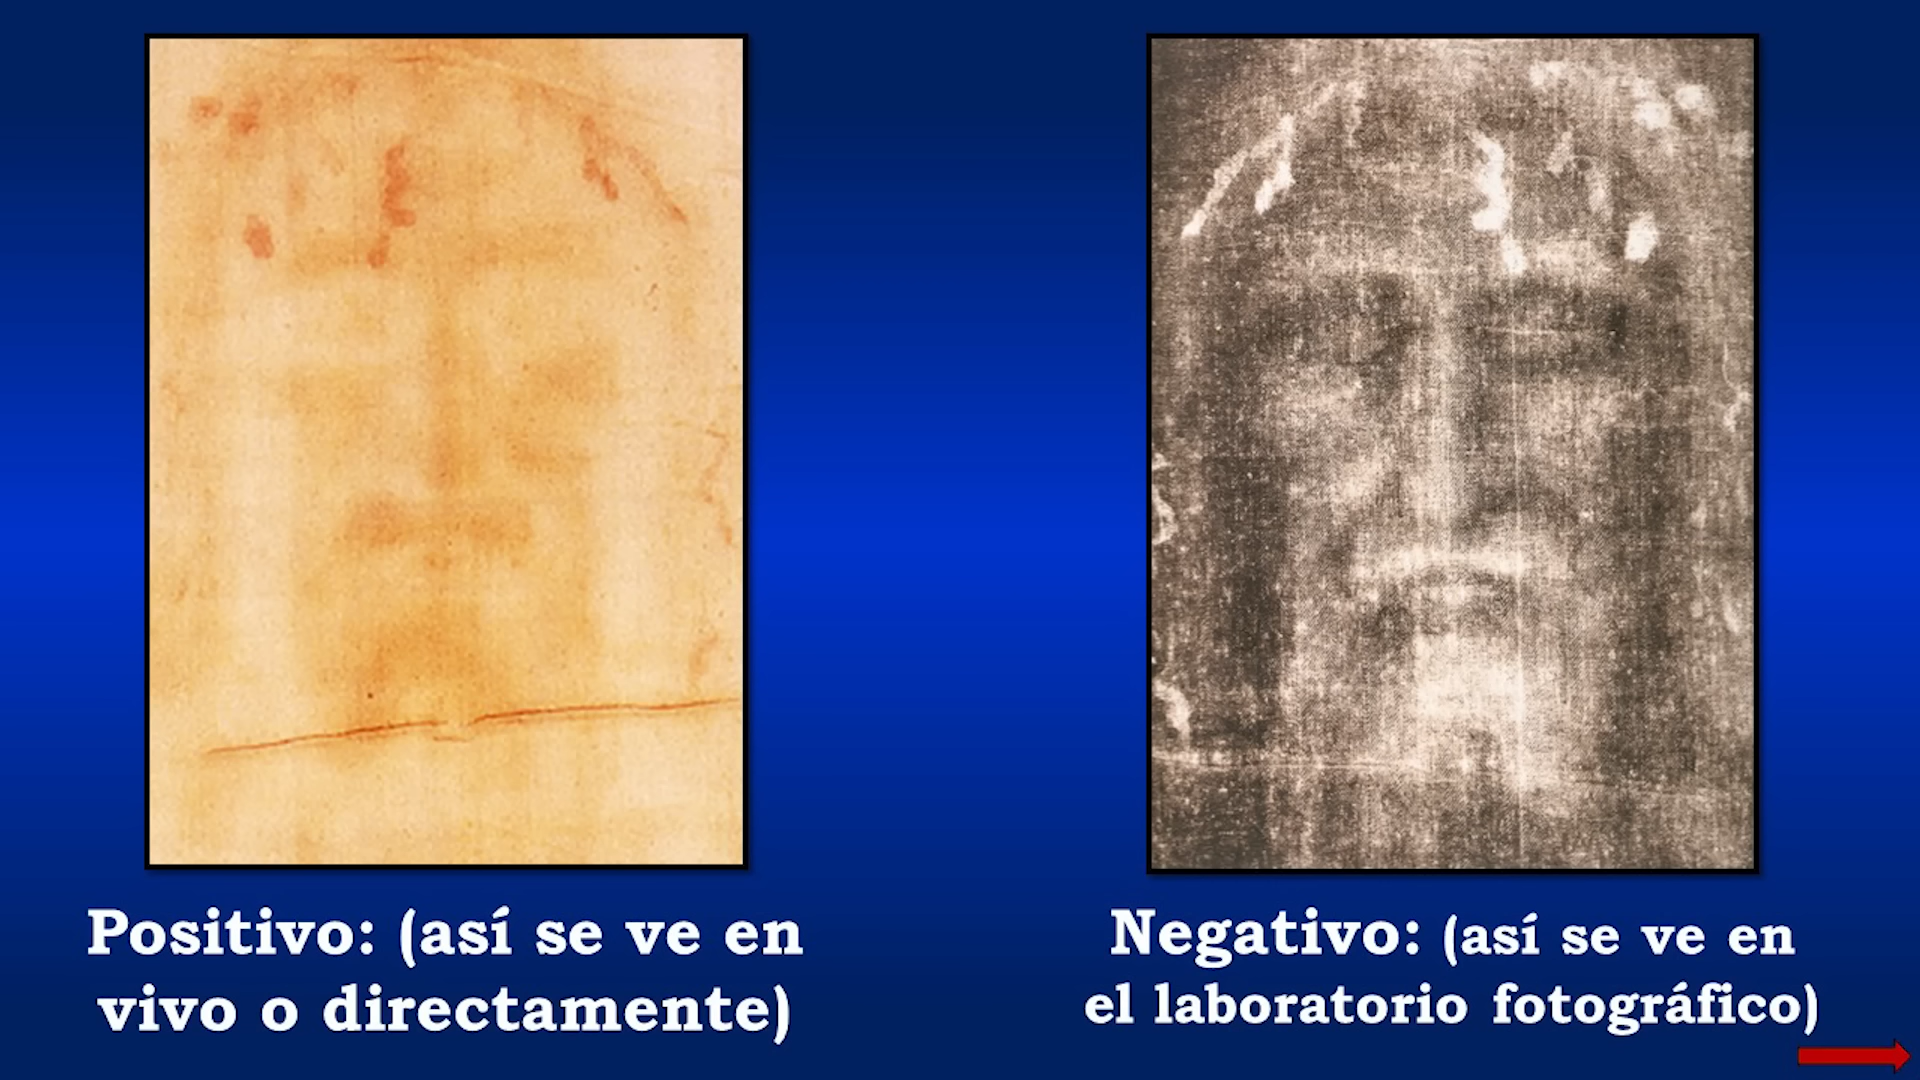 Positivo: (así se ve en
vivo o directamente)
Negativo: (así se ve en
el laboratorio fotográfico)